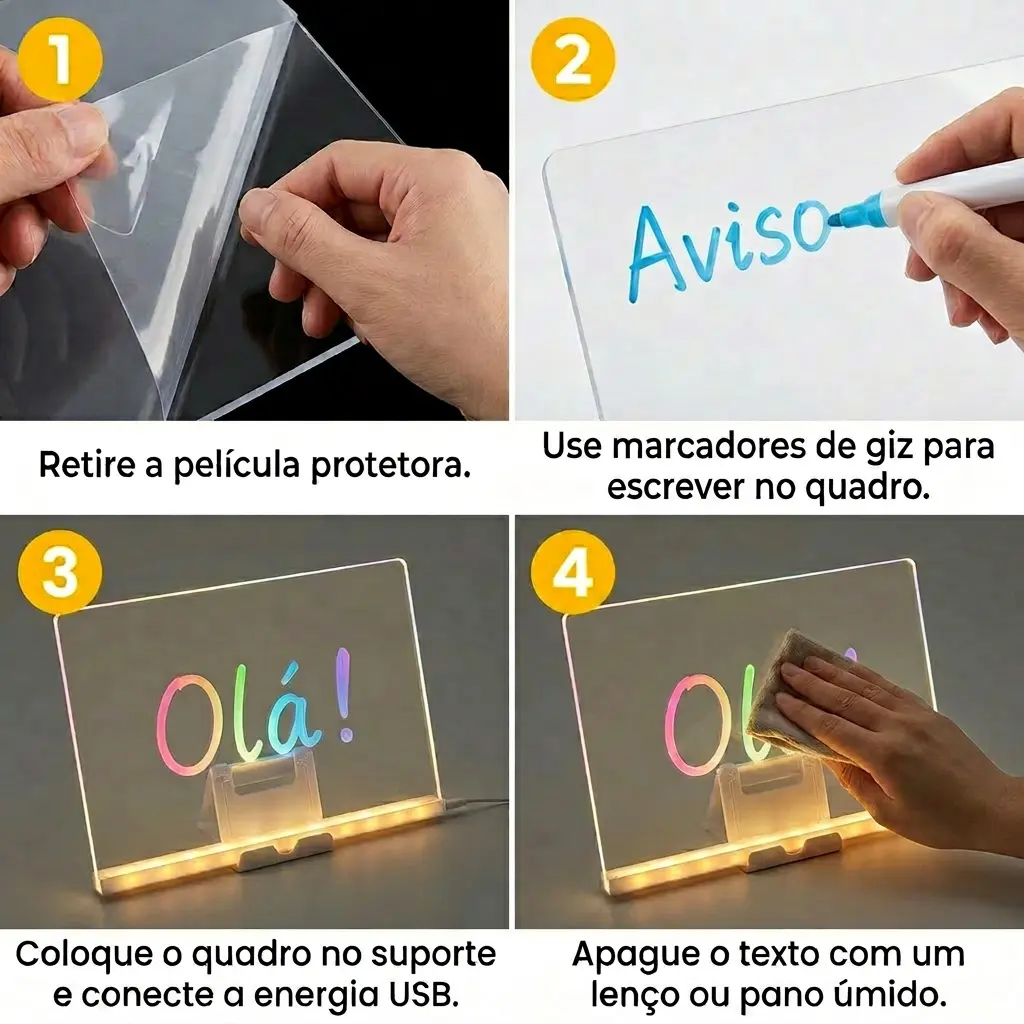 1
2
Aviso
Retire a película protetora.
Use marcadores de giz para
escrever no quadro.
3
4
Olá!
Ol
Coloque o quadro no suporte
e conecte a energia USB.
Apague o texto com um
lenço ou pano úmido.